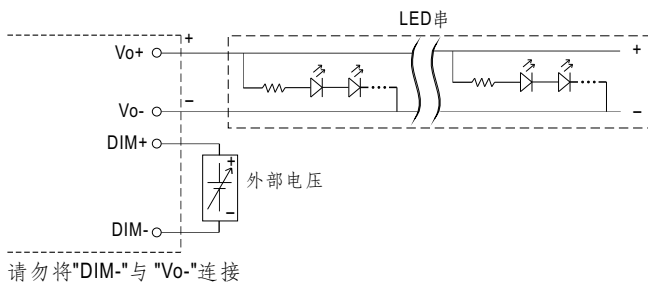 LED串
Vo+
+
+
Vo-
−
−
DIM+
+
外部电压
−
DIM-
请勿将"DIM-"与 "Vo-"连接